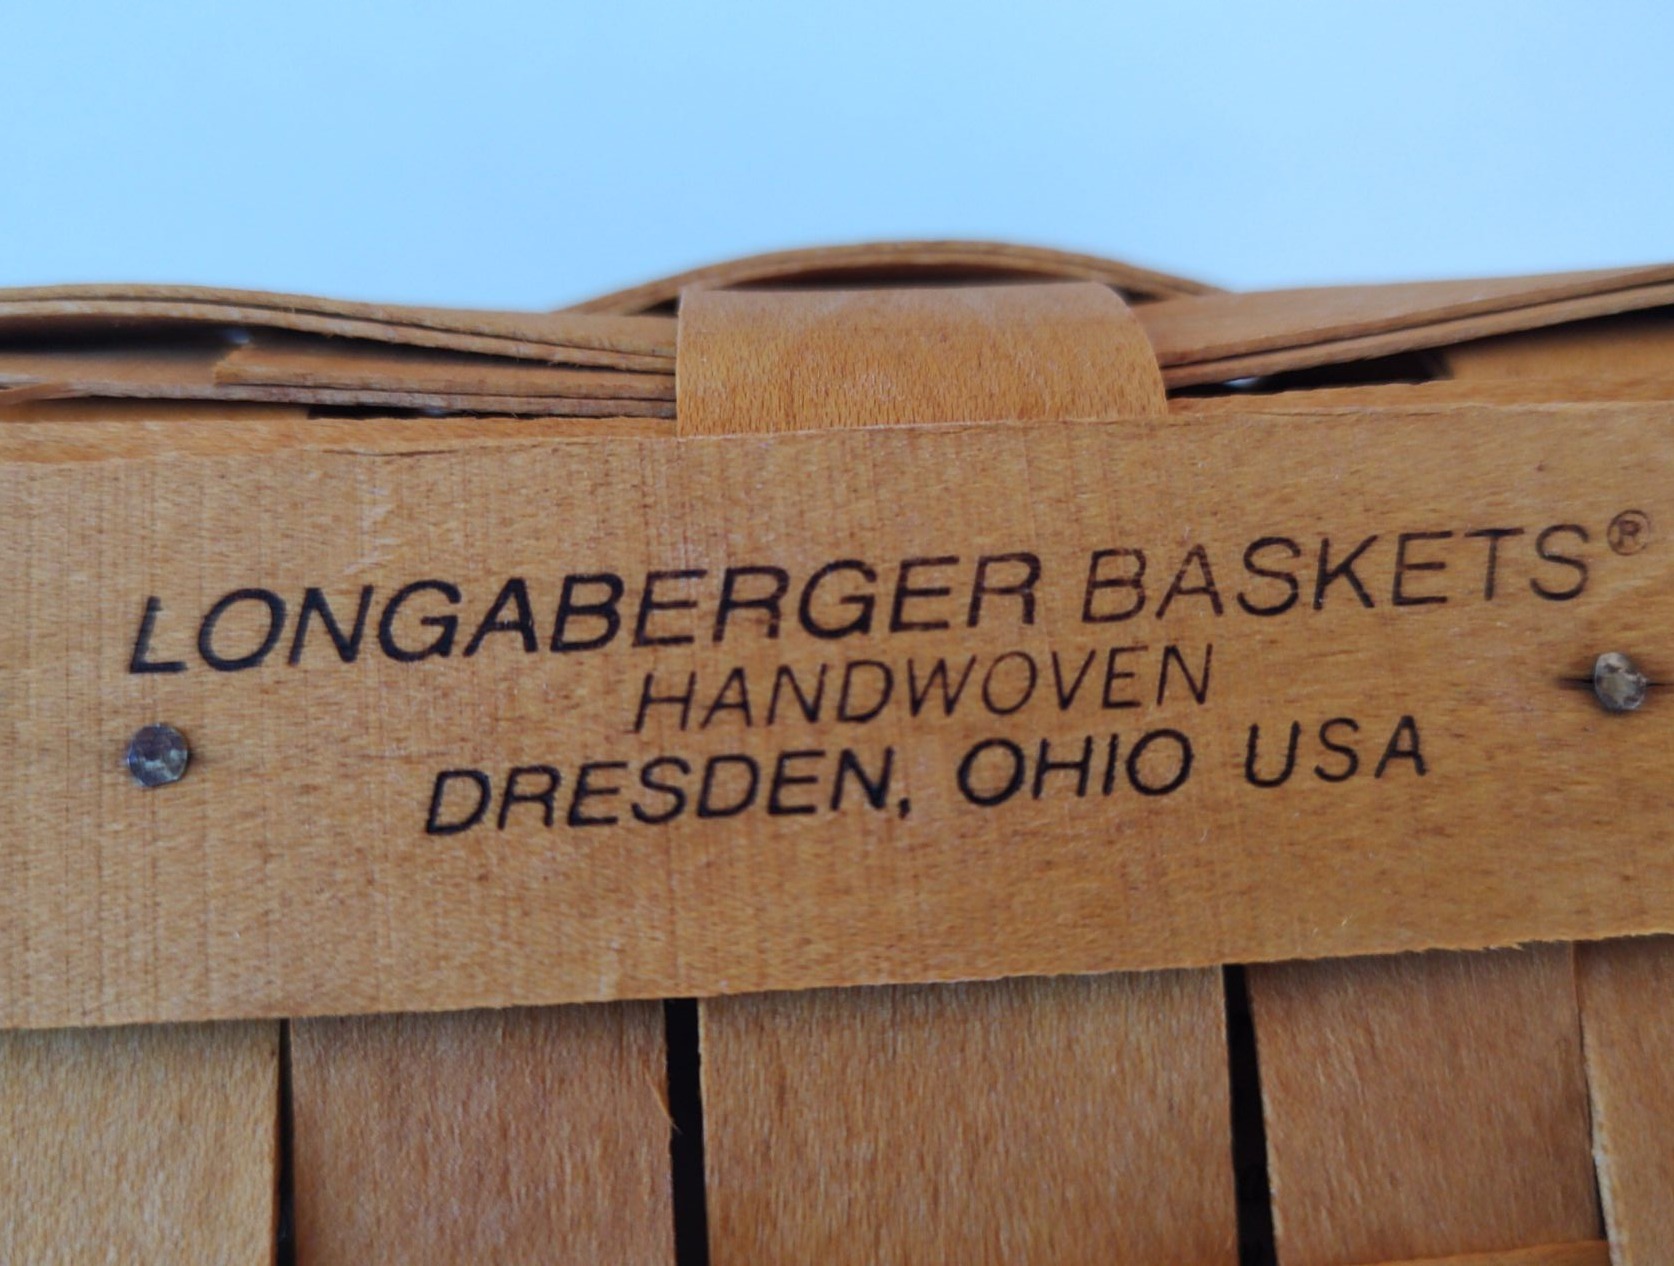 LONGABERGER BASKETS®
HANDWOVEN
DRESDEN, OHIO USA